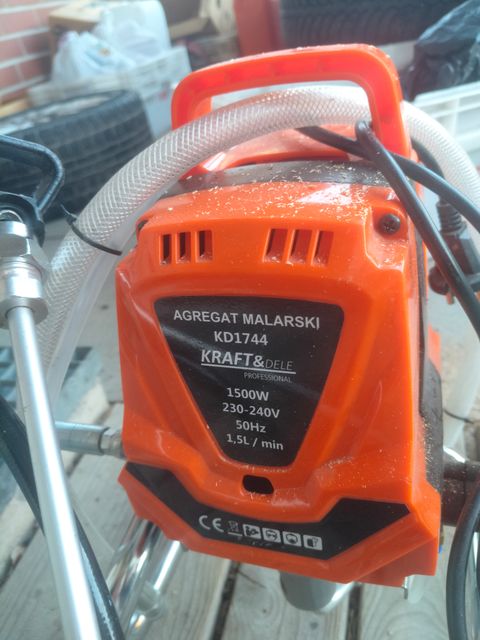 AGREGAT MALARSKI
KD1744
KRAFT&DELE
PROFESSIONAL
1500W
230-240V
50Hz
1,5L / min
CE